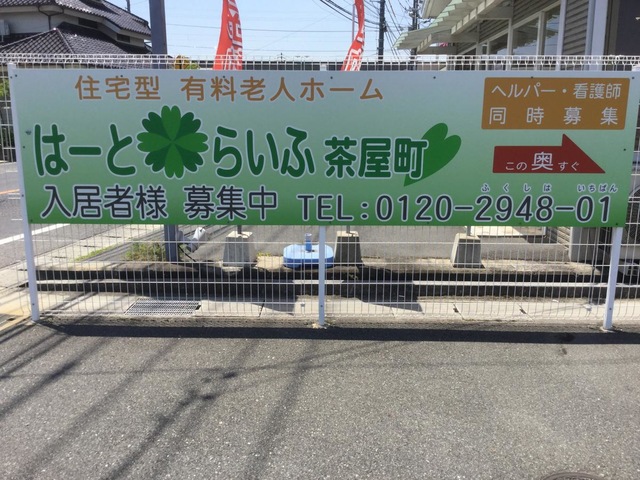 住宅型 有料老人ホーム
ヘルパー・看護師
同時募集
はーと らいふ 茶屋町
この奥すぐ
入居者様 募集中 TEL:0120-2948-01
ふくしは いちばん